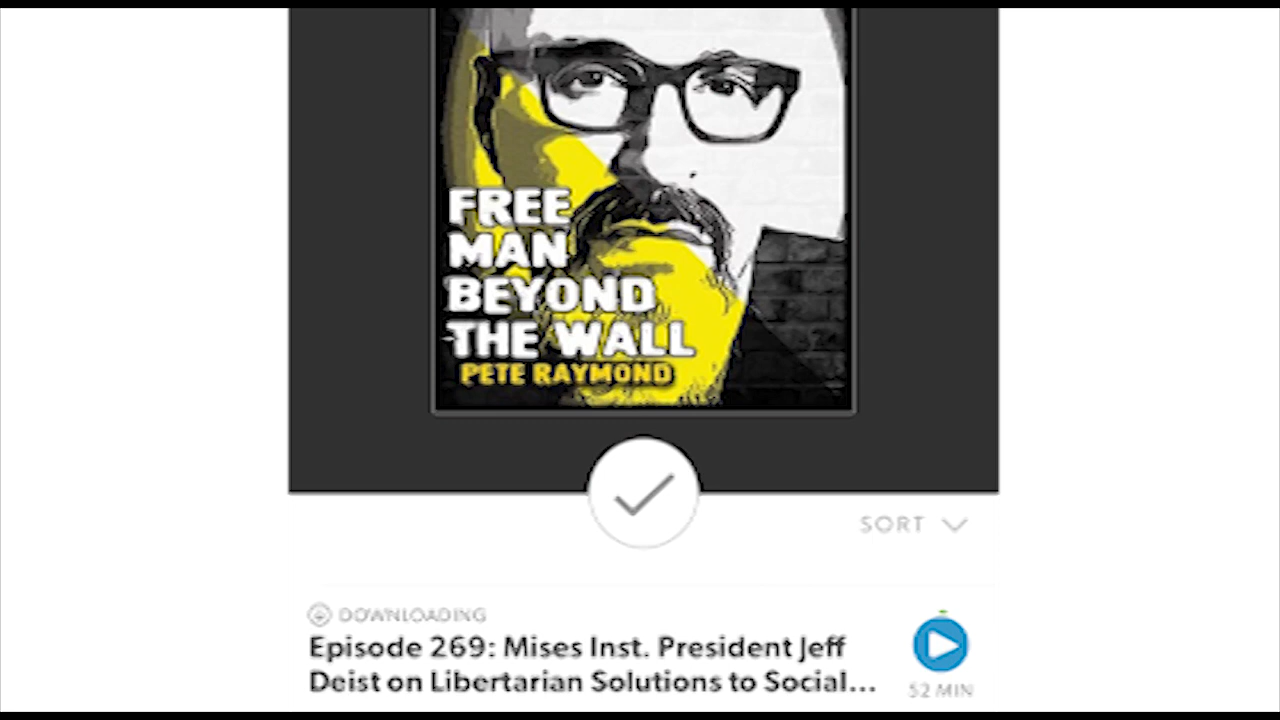 FREE
MAN
BEYOND
THE WALL
PETE RAYMOND
SORT
DOWNLOADING
Episode 269: Mises Inst. President Jeff
Deist on Libertarian Solutions to Social...
52 MIN